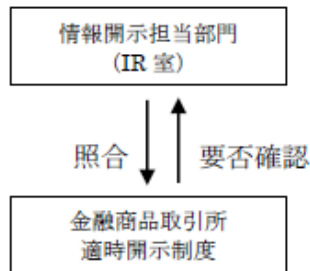 情報開示担当部門
(IR 室)
照合
要否確認
金融商品取引所
適時開示制度